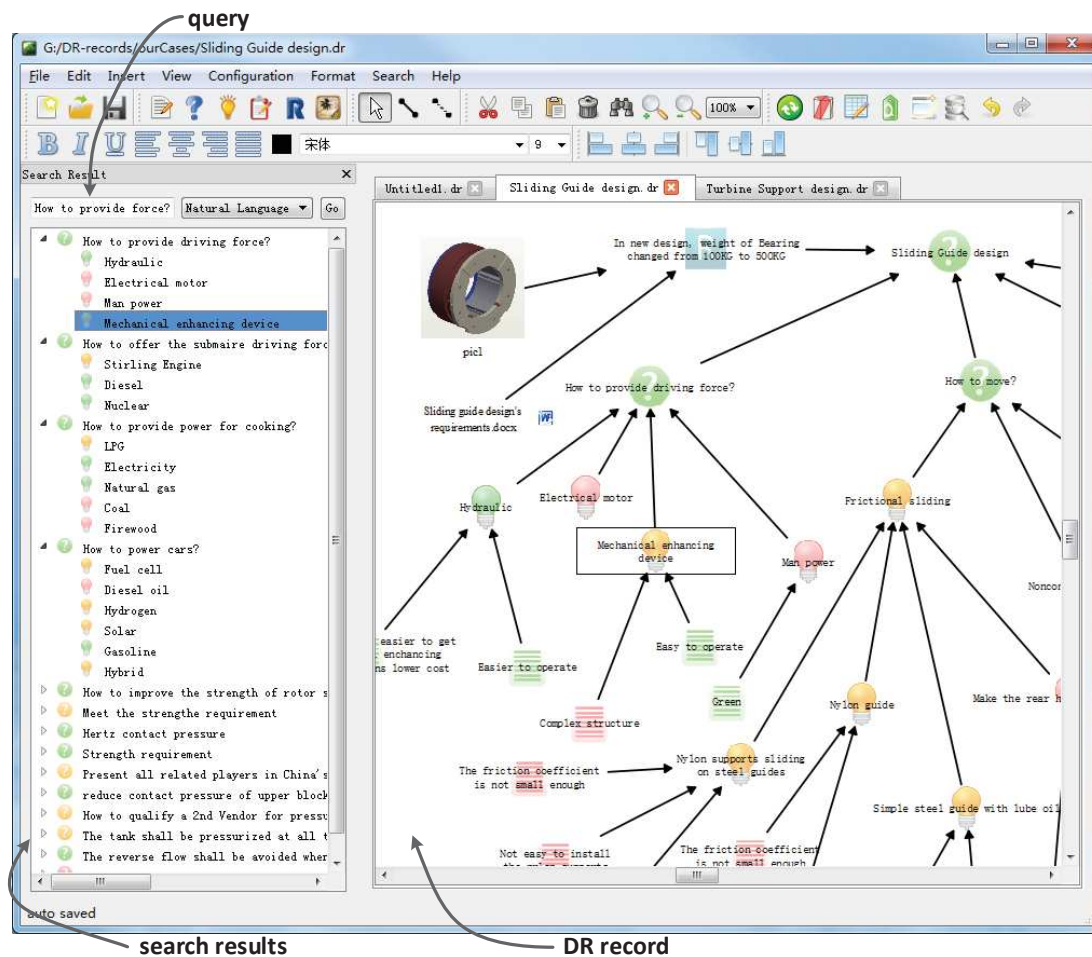 query
G:/DR-records/ourCases/Sliding Guide design.dr
File Edit Insert View Configuration Format Search Help
R
100%
B I U
宋体
9
Search Result
Untitled1.dr
Sliding Guide design.dr
Turbine Support design.dr
How to provide force?
Natural Language
Go
How to provide driving force?
Hydraulic
Electrical motor
Man power
Mechanical enhancing device
How to offer the submaire driving forc
Stirling Engine
Diesel
Nuclear
How to provide power for cooking?
LPG
Electricity
Natural gas
Coal
Firewood
How to power cars?
Fuel cell
Diesel oil
Hydrogen
Solar
Gasoline
Hybrid
How to improve the strength of rotor s
Meet the strengthe requirement
Hertz contact pressure
Strength requirement
Present all related players in China's
reduce contact pressure of upper block
How to qualify a 2nd Vendor for pressu
The tank shall be pressurized at all t
The reverse flow shall be avoided wher
auto saved
pic1
In new design, weight of Bearing
changed from 100KG to 500KG
R
Sliding Guide design
How to provide driving force?
How to move?
Sliding guide design's
requirements.docx
Hydraulic
Electrical motor
Mechanical enhancing
device
Man power
Frictional sliding
Noncor
easier to get
enchancing
ns lower cost
Easier to operate
Easy to operate
Complex structure
Green
Nylon guide
Make the rear h
The friction coefficient
is not small enough
Nylon supports sliding
on steel guides
Simple steel guide with lube oil
Not easy to install
The friction coefficient
is not small enough
search results
DR record